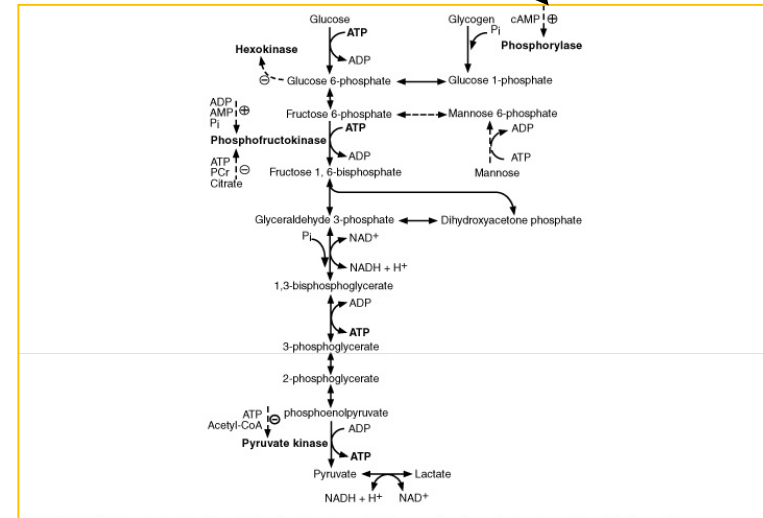 Glucose
Glycogen
cAMP ⊕
ATP
Pi
Hexokinase
Phosphorylase
ADP
⊖ Glucose 6-phosphate
Glucose 1-phosphate
ADP
AMP ⊕
Pi
Fructose 6-phosphate
Mannose 6-phosphate
ATP
ADP
Phosphofructokinase
ATP
ADP
ATP
PCr ⊖
Citrate
Fructose 1, 6-bisphosphate
Mannose
Glyceraldehyde 3-phosphate
Dihydroxyacetone phosphate
Pi
NAD+
NADH + H+
1,3-bisphosphoglycerate
ADP
ATP
3-phosphoglycerate
2-phosphoglycerate
ATP
Acetyl-CoA ⊖
phosphoenolpyruvate
ADP
Pyruvate kinase
ATP
Pyruvate
Lactate
NADH + H+
NAD+